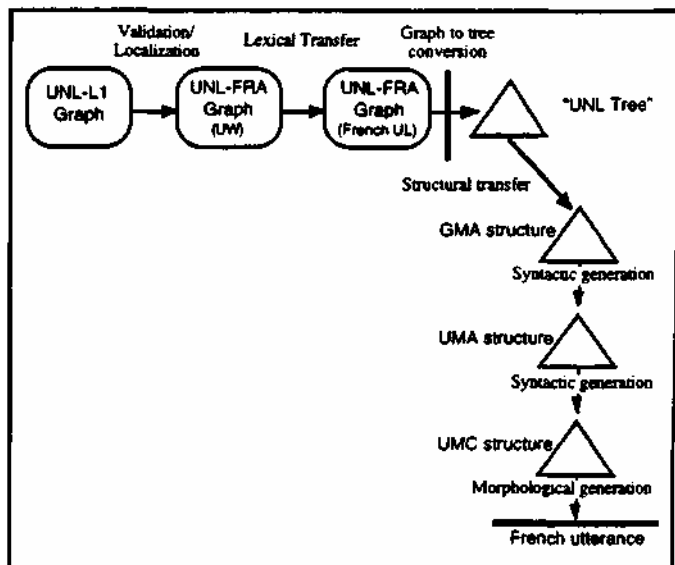 Validation/
Localization
Lexical Transfer
Graph to tree
conversion
UNL-L1
Graph
UNL-FRA
Graph
(UW)
UNL-FRA
Graph
(French UL)
"UNL Tree"
Structural transfer
GMA structure
Syntactic generation
UMA structure
Syntactic generation
UMC structure
Morphological generation
French utterance